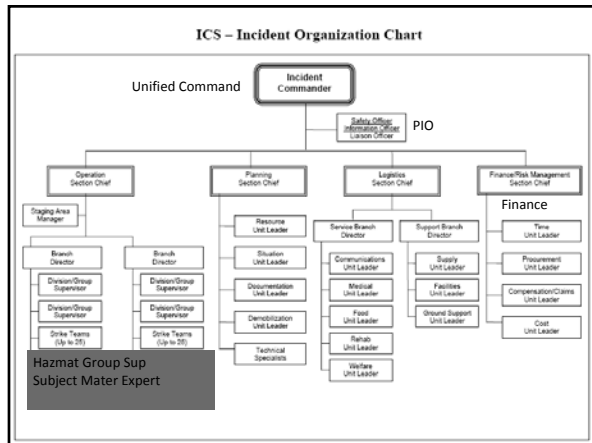 ICS – Incident Organization Chart
Unified Command
Incident
Commander
Safety Officer
Information Officer
Liaison Officer
PIO
Operation
Section Chief
Planning
Section Chief
Logistics
Section Chief
Finance/Risk Management
Section Chief
Finance
Staging Area
Manager
Branch
Director
Division/Group
Supervisor
Division/Group
Supervisor
Strike Teams
(Up to 25)
Branch
Director
Division/Group
Supervisor
Division/Group
Supervisor
Strike Teams
(Up to 25)
Hazmat Group Sup
Subject Mater Expert
Resource
Unit Leader
Situation
Unit Leader
Documentation
Unit Leader
Demobilization
Unit Leader
Technical
Specialists
Service Branch
Director
Communications
Unit Leader
Medical
Unit Leader
Food
Unit Leader
Rehab
Unit Leader
Welfare
Unit Leader
Support Branch
Director
Supply
Unit Leader
Facilities
Unit Leader
Ground Support
Unit Leader
Time
Unit Leader
Procurement
Unit Leader
Compensation/Claims
Unit Leader
Cost
Unit Leader